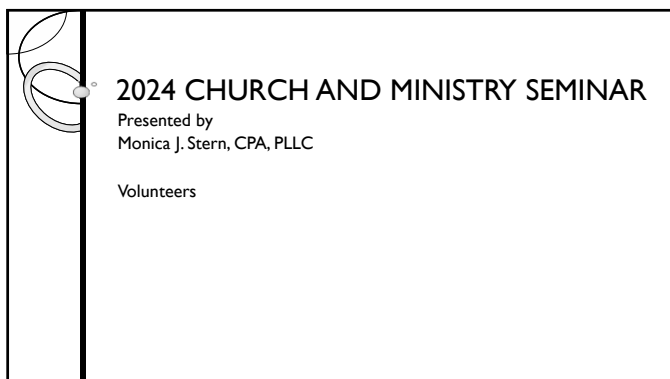 2024 CHURCH AND MINISTRY SEMINAR
Presented by
Monica J. Stern, CPA, PLLC
Volunteers